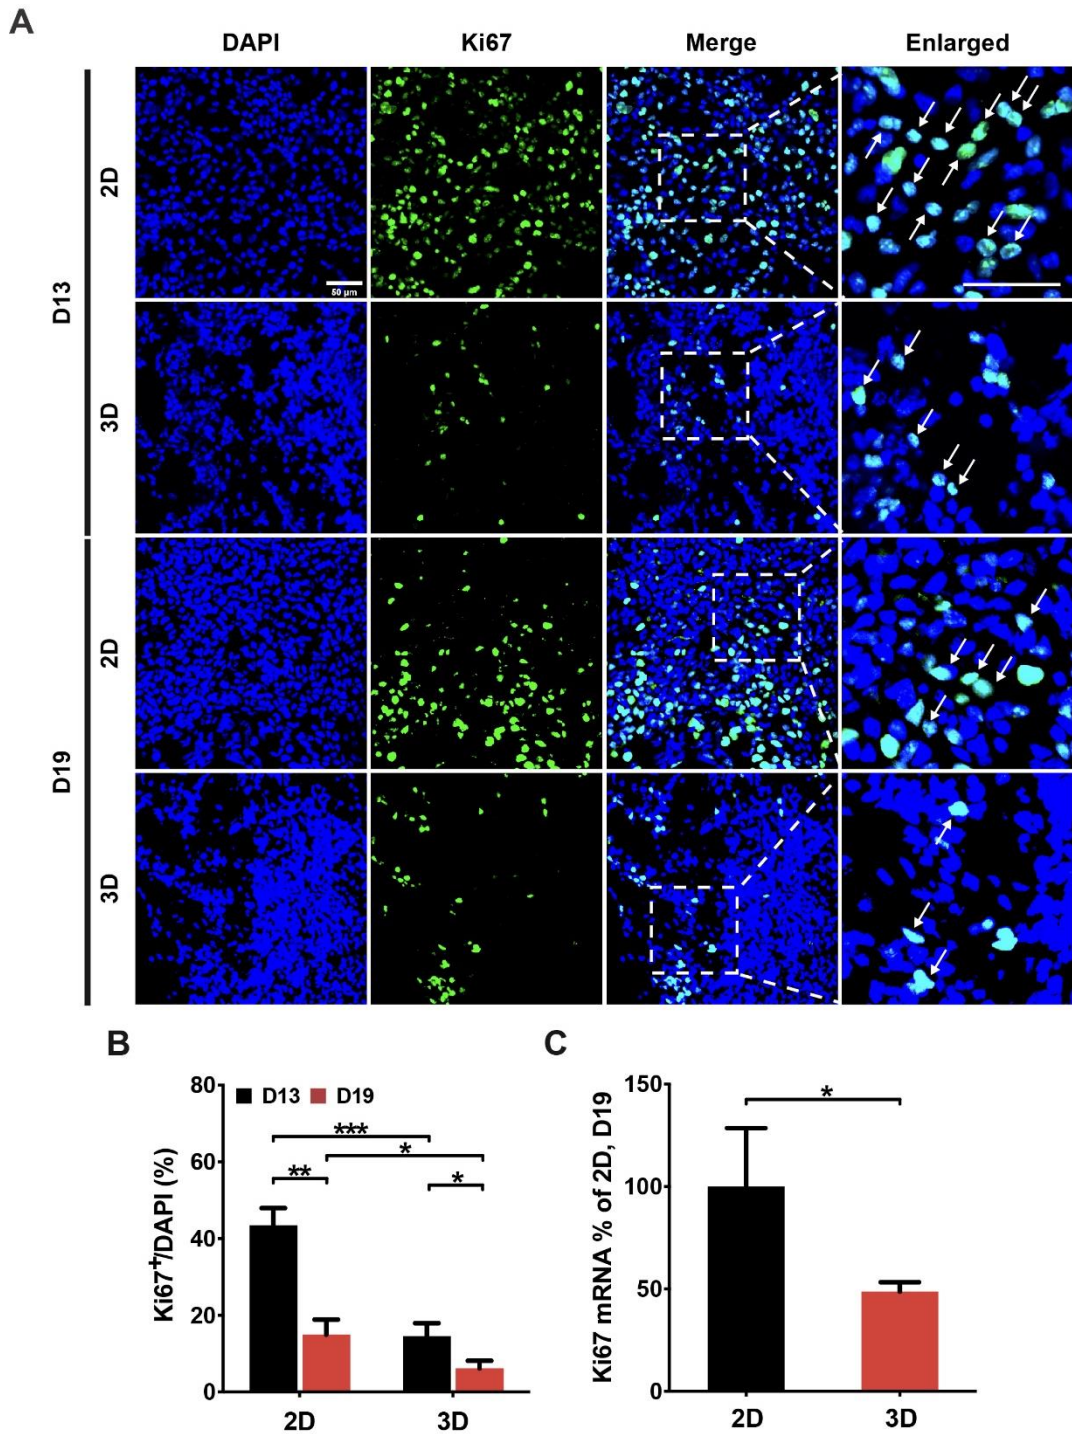 A
DAPI Ki67 Merge Enlarged
D13
2D
50 µm
3D
D19
2D
3D
B
D13 D19
Ki67+/DAPI (%)
80
60
40
20
0
***
*
**
*
2D 3D
C
Ki67 mRNA % of 2D, D19
150
100
50
0
*
2D 3D